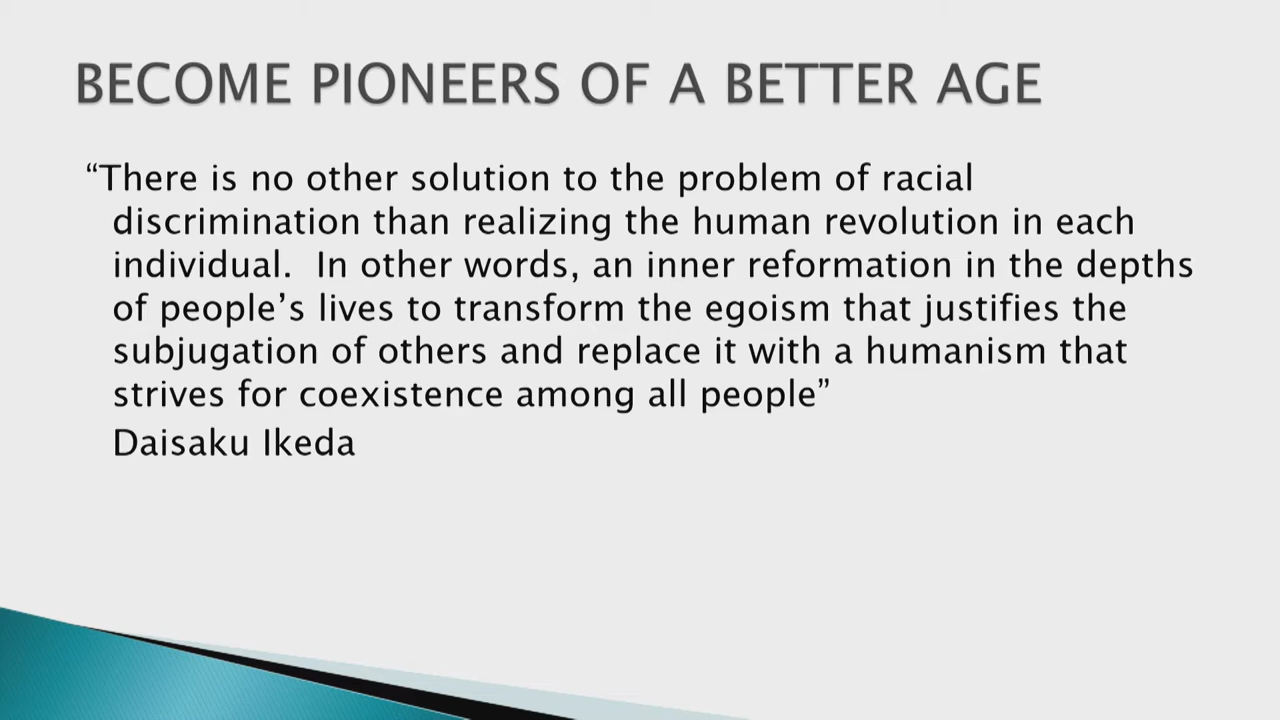 BECOME PIONEERS OF A BETTER AGE
“There is no other solution to the problem of racial
discrimination than realizing the human revolution in each
individual.  In other words, an inner reformation in the depths
of people’s lives to transform the egoism that justifies the
subjugation of others and replace it with a humanism that
strives for coexistence among all people”
Daisaku Ikeda